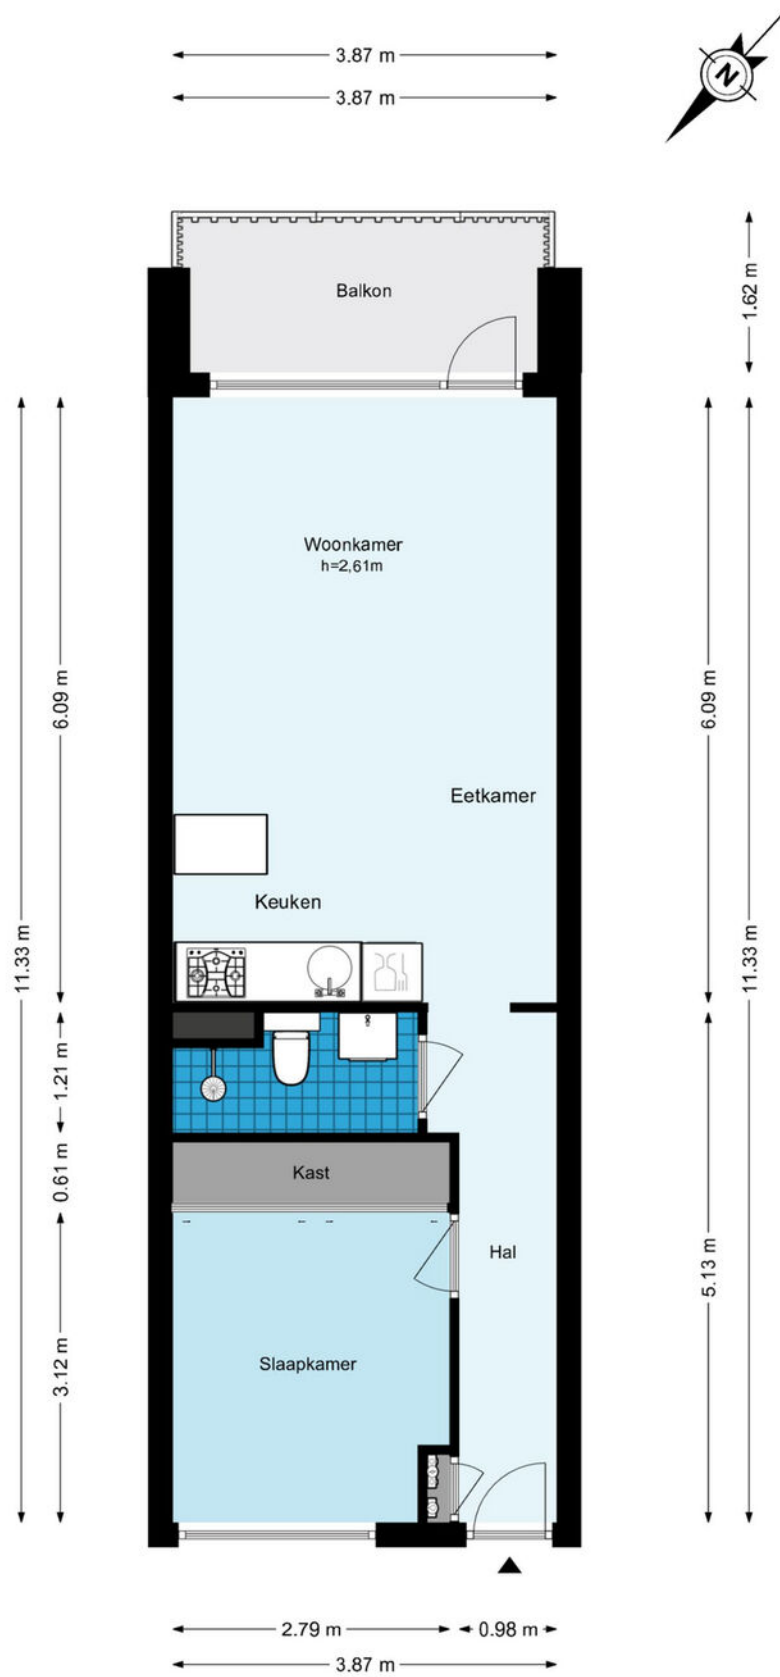 3.87 m
3.87 m
N
Balkon
1.62 m
Woonkamer
h=2,61m
6.09 m
6.09 m
Eetkamer
Keuken
11.33 m
11.33 m
1.21 m
0.61 m
Kast
Hal
5.13 m
3.12 m
Slaapkamer
2.79 m
0.98 m
3.87 m